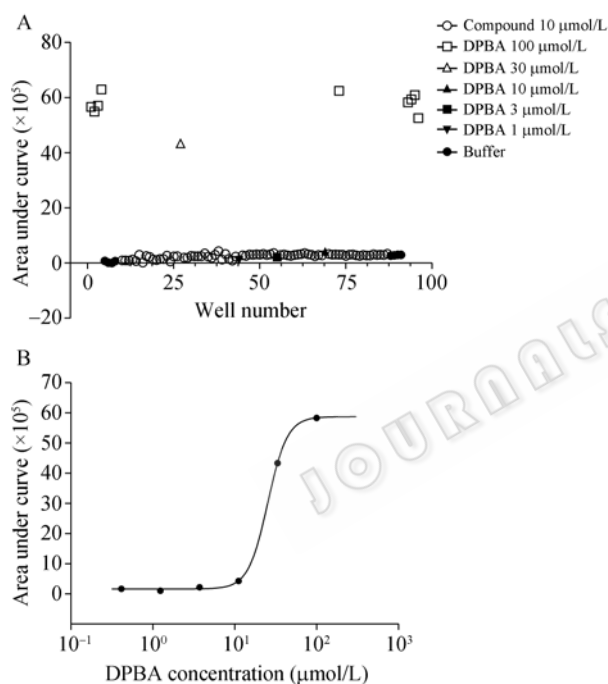 A
Compound 10 μmol/L
DPBA 100 μmol/L
DPBA 30 μmol/L
DPBA 10 μmol/L
DPBA 3 μmol/L
DPBA 1 μmol/L
Buffer
Area under curve (×10⁵)
80
60
40
20
0
−20
0 25 50 75 100
Well number
B
Area under curve (×10⁵)
70
60
50
40
30
20
10
0
10⁻¹ 10⁰ 10¹ 10² 10³
DPBA concentration (μmol/L)
JOURNALS